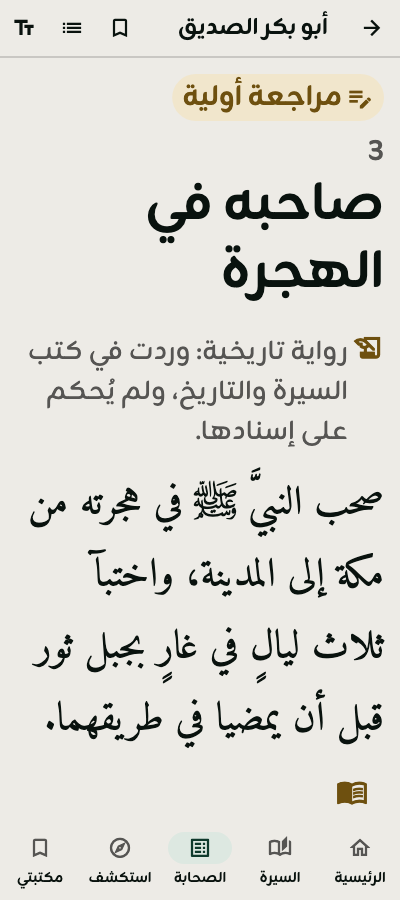 أبو بكر الصديق
مراجعة أولية
3
صاحبه في
الهجرة
رواية تاريخية: وردت في كتب
السيرة والتاريخ، ولم يُحكم
على إسنادها.
صحب النبيَّ ﷺ في هجرته من
مكة إلى المدينة، واختبآ
ثلاث ليالٍ في غارٍ بجبل ثور
قبل أن يمضيا في طريقهما.
الرئيسية
السيرة
الصحابة
استكشف
مكتبتي